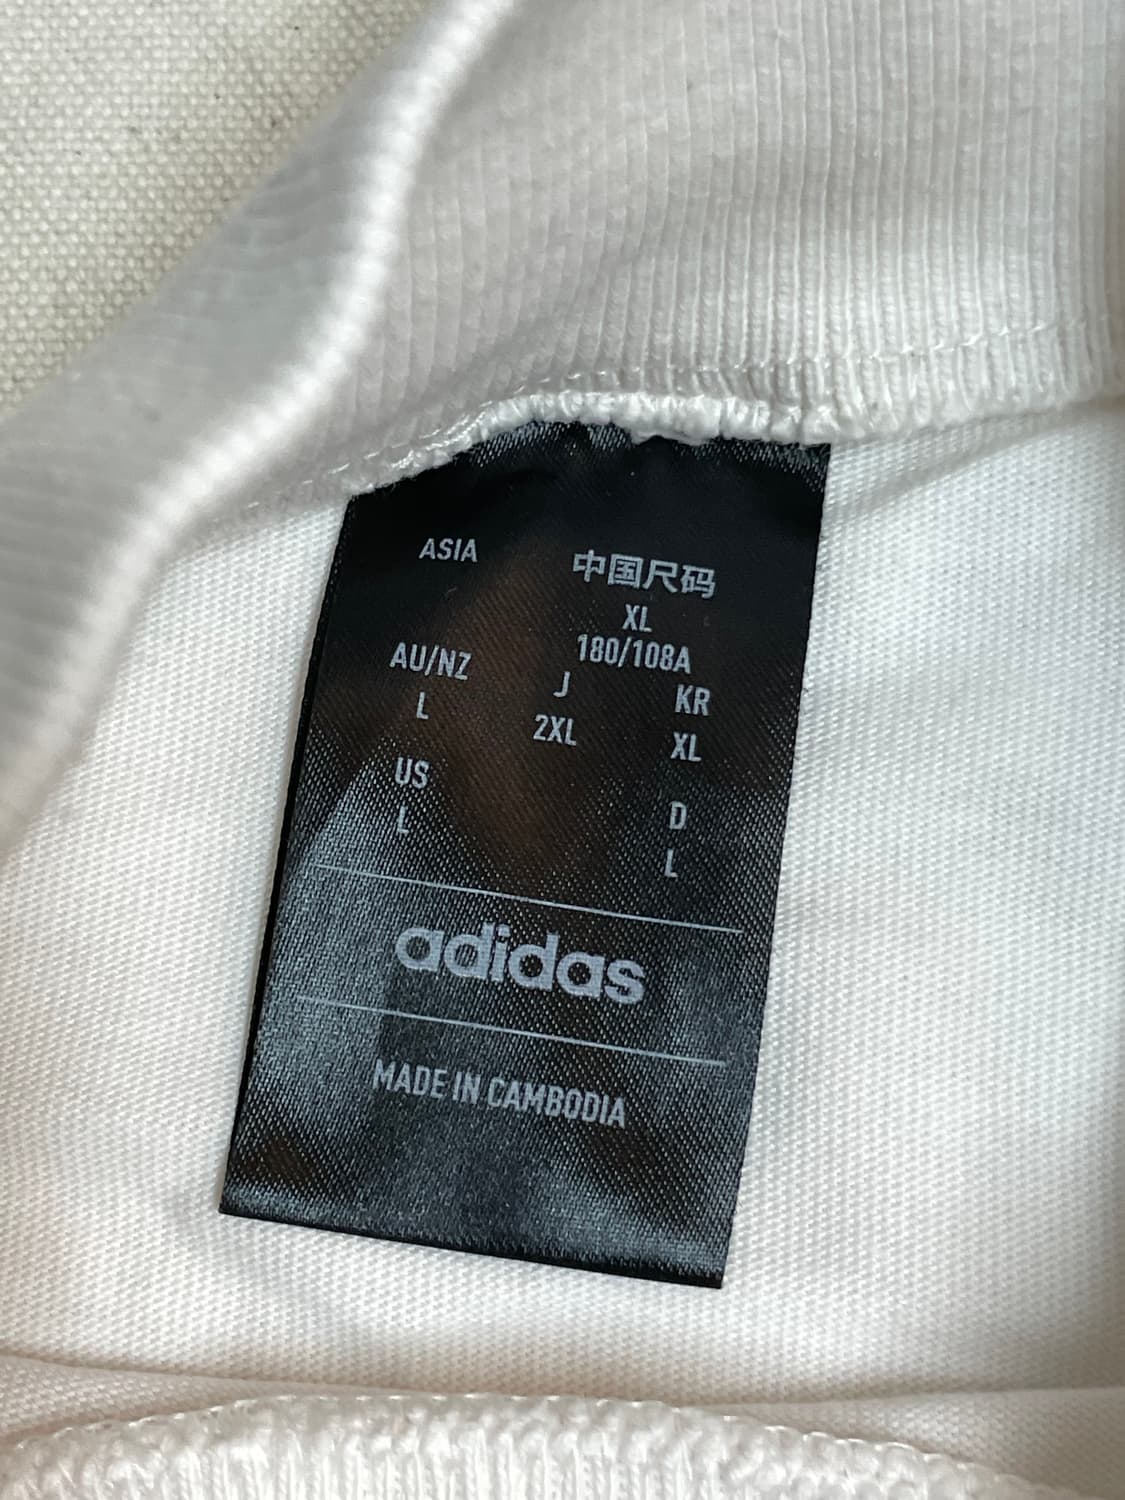 ASIA
中国尺码
XL
180/108A
AU/NZ J KR
L 2XL XL
US D
L L
adidas
MADE IN CAMBODIA